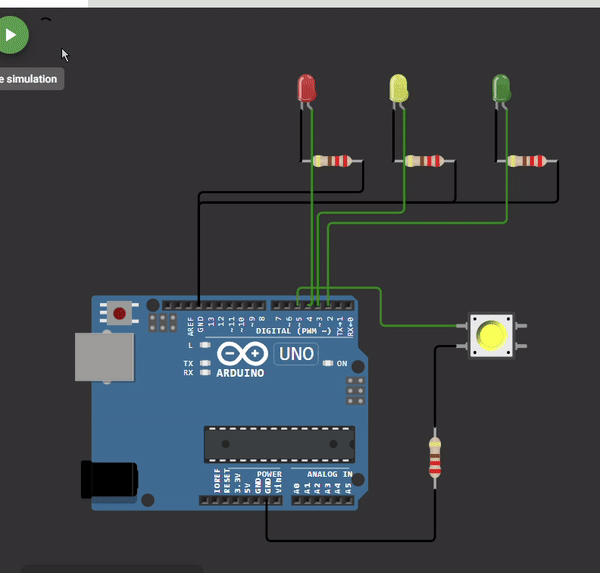 e simulation
AREF
GND
13
12
~11
~10
~9
8
7
~6
~5
4
~3
2
TX→1
RX←0
DIGITAL (PWM ~)
L
TX
RX
UNO
ON
ARDUINO
IOREF
RESET
3.3V
5V
GND
GND
Vin
POWER
ANALOG IN
A0
A1
A2
A3
A4
A5